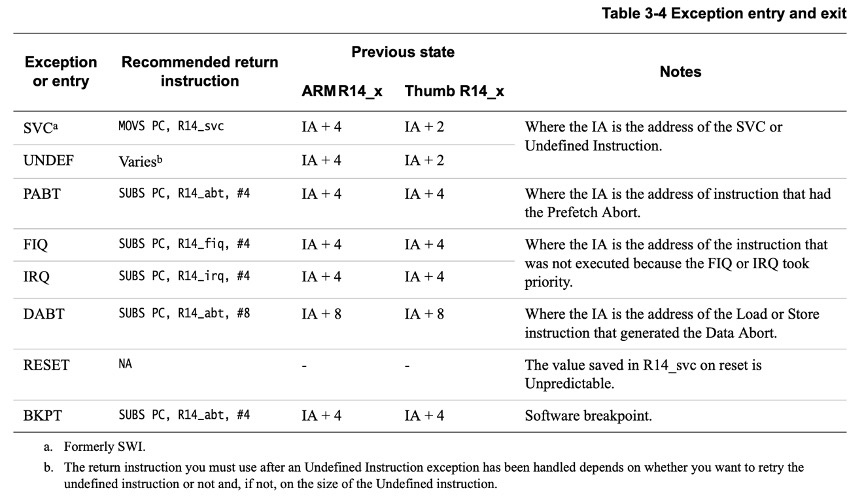 Table 3-4 Exception entry and exit
Exception or entry Recommended return instruction Previous state Notes
ARM R14_x Thumb R14_x
SVCa MOVS PC, R14_svc IA + 4 IA + 2 Where the IA is the address of the SVC or
Undefined Instruction.
UNDEF Variesb IA + 4 IA + 2
PABT SUBS PC, R14_abt, #4 IA + 4 IA + 4 Where the IA is the address of instruction that had
the Prefetch Abort.
FIQ SUBS PC, R14_fiq, #4 IA + 4 IA + 4 Where the IA is the address of the instruction that
was not executed because the FIQ or IRQ took
IRQ SUBS PC, R14_irq, #4 IA + 4 IA + 4 priority.
DABT SUBS PC, R14_abt, #8 IA + 8 IA + 8 Where the IA is the address of the Load or Store
instruction that generated the Data Abort.
RESET NA - - The value saved in R14_svc on reset is
Unpredictable.
BKPT SUBS PC, R14_abt, #4 IA + 4 IA + 4 Software breakpoint.
a. Formerly SWI.
b. The return instruction you must use after an Undefined Instruction exception has been handled depends on whether you want to retry the
undefined instruction or not and, if not, on the size of the Undefined instruction.